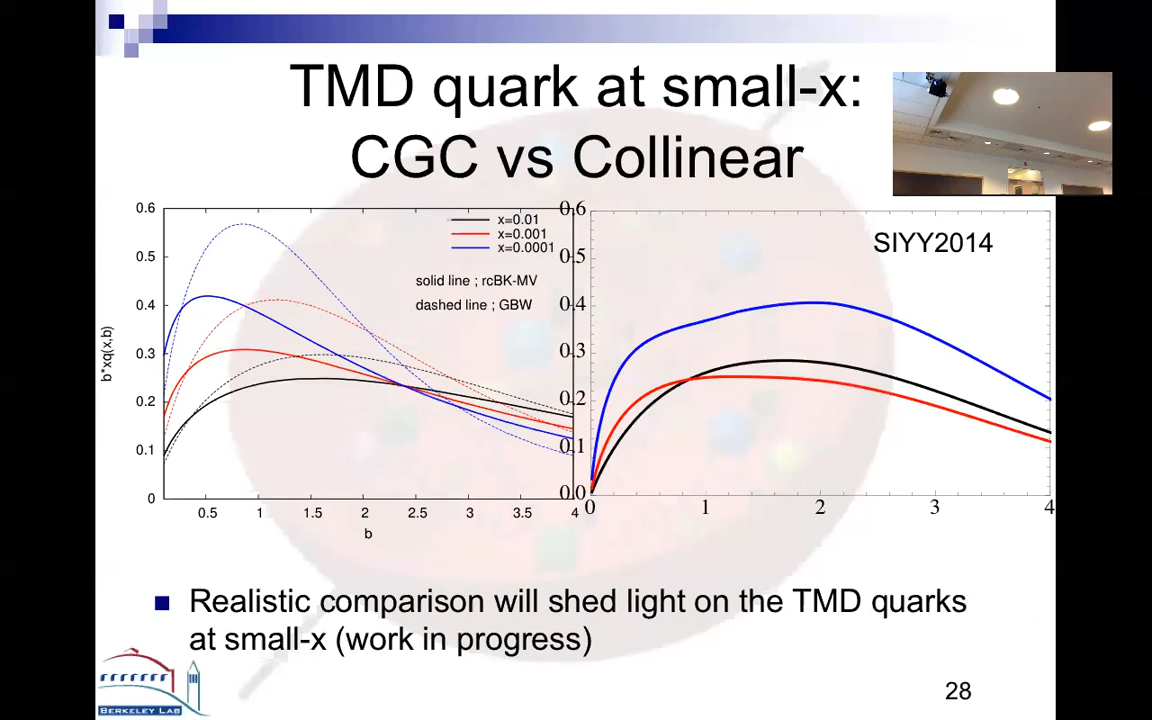 TMD quark at small-x:
CGC vs Collinear
0.6
0.5
0.4
0.3
0.2
0.1
0
b*xq(x,b)
x=0.01
x=0.001
x=0.0001
solid line ; rcBK-MV
dashed line ; GBW
0.5 1 1.5 2 2.5 3 3.5 4
b
0.6
0.5
0.4
0.3
0.2
0.1
0.0
SIYY2014
0 1 2 3 4
Realistic comparison will shed light on the TMD quarks
at small-x (work in progress)
BERKELEY LAB
28